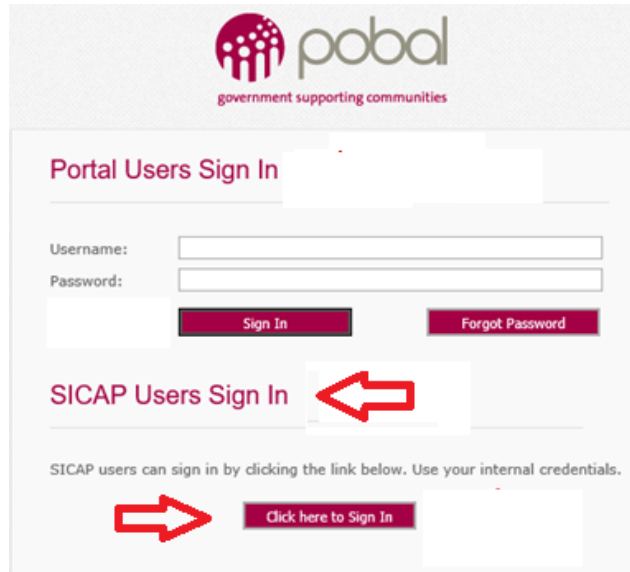 pobal
government supporting communities
Portal Users Sign In
Username:
Password:
Sign In Forgot Password
SICAP Users Sign In
SICAP users can sign in by clicking the link below. Use your internal credentials.
Click here to Sign In